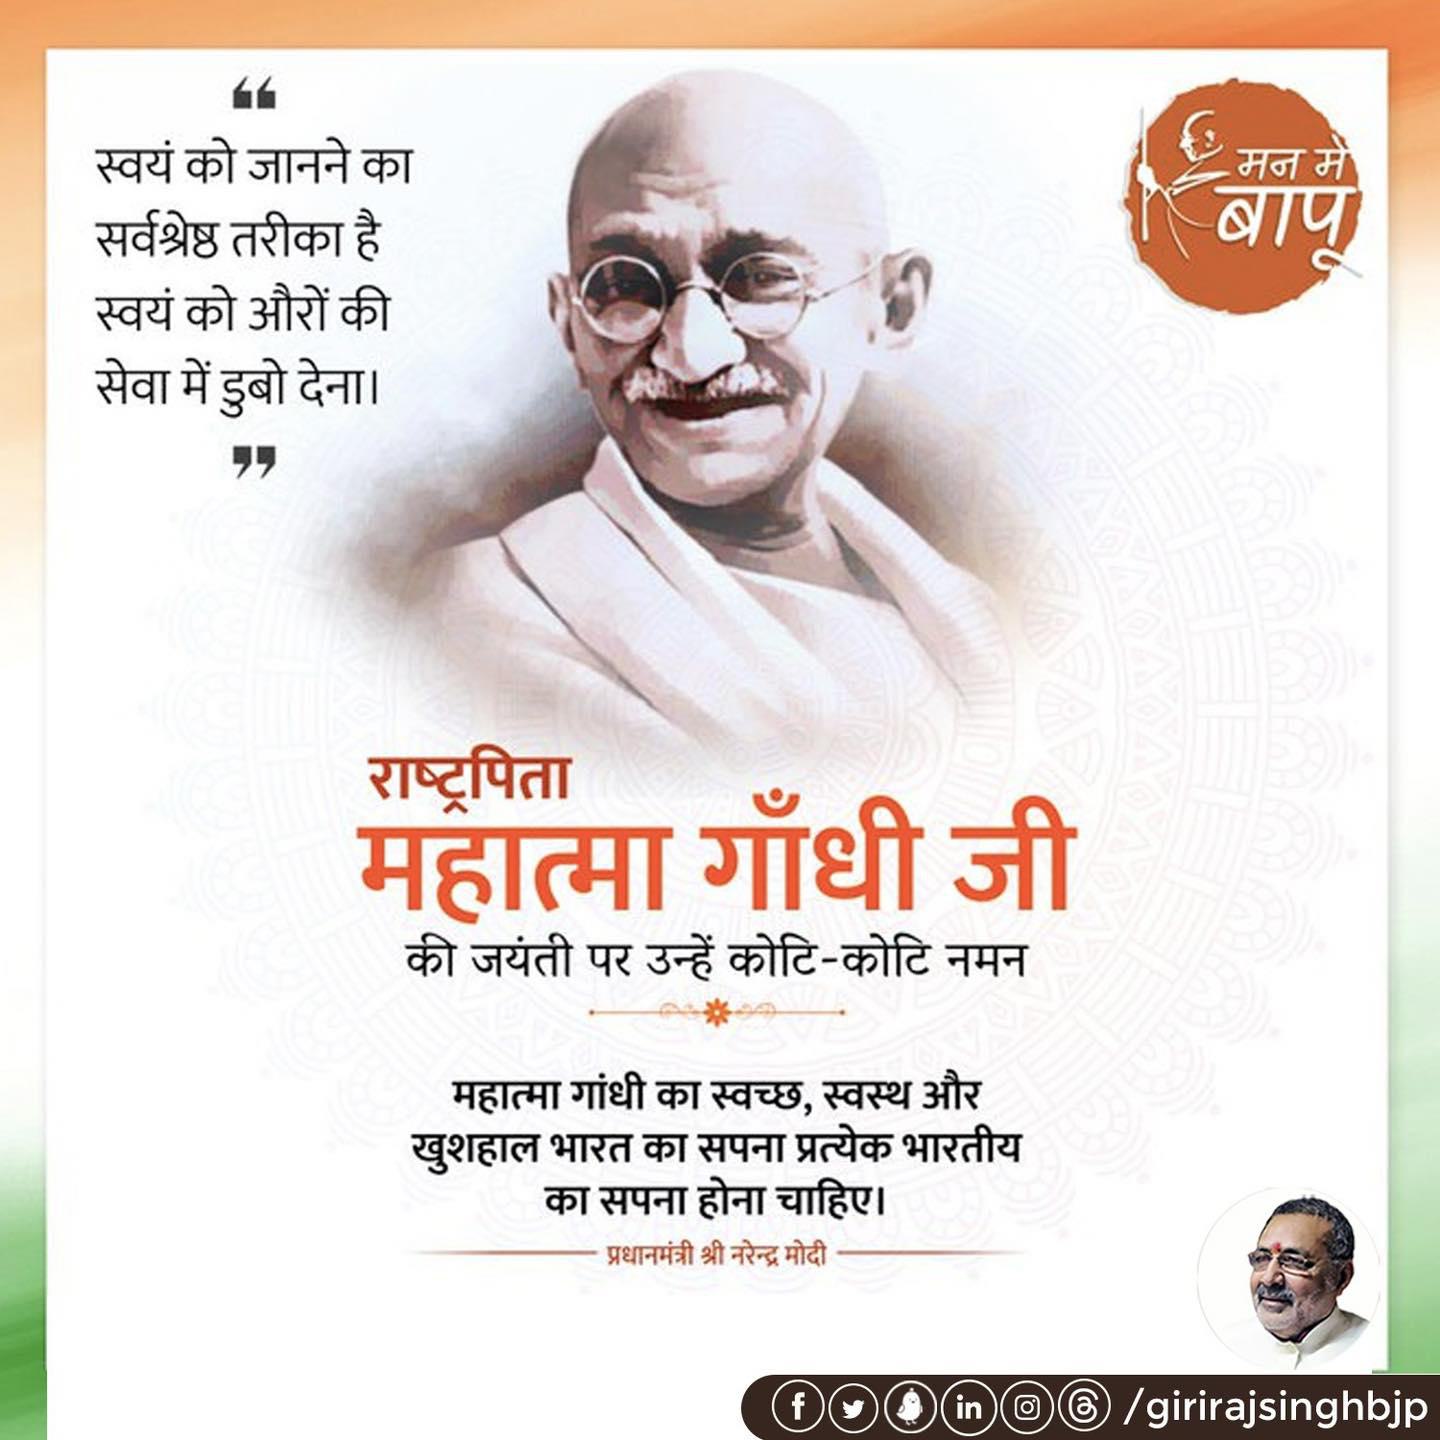 “
स्वयं को जानने का
सर्वश्रेष्ठ तरीका है
स्वयं को औरों की
सेवा में डुबो देना।
”
मन में
बापू
राष्ट्रपिता
महात्मा गाँधी जी
की जयंती पर उन्हें कोटि-कोटि नमन
महात्मा गांधी का स्वच्छ, स्वस्थ और
खुशहाल भारत का सपना प्रत्येक भारतीय
का सपना होना चाहिए।
प्रधानमंत्री श्री नरेन्द्र मोदी
/girirajsinghbjp